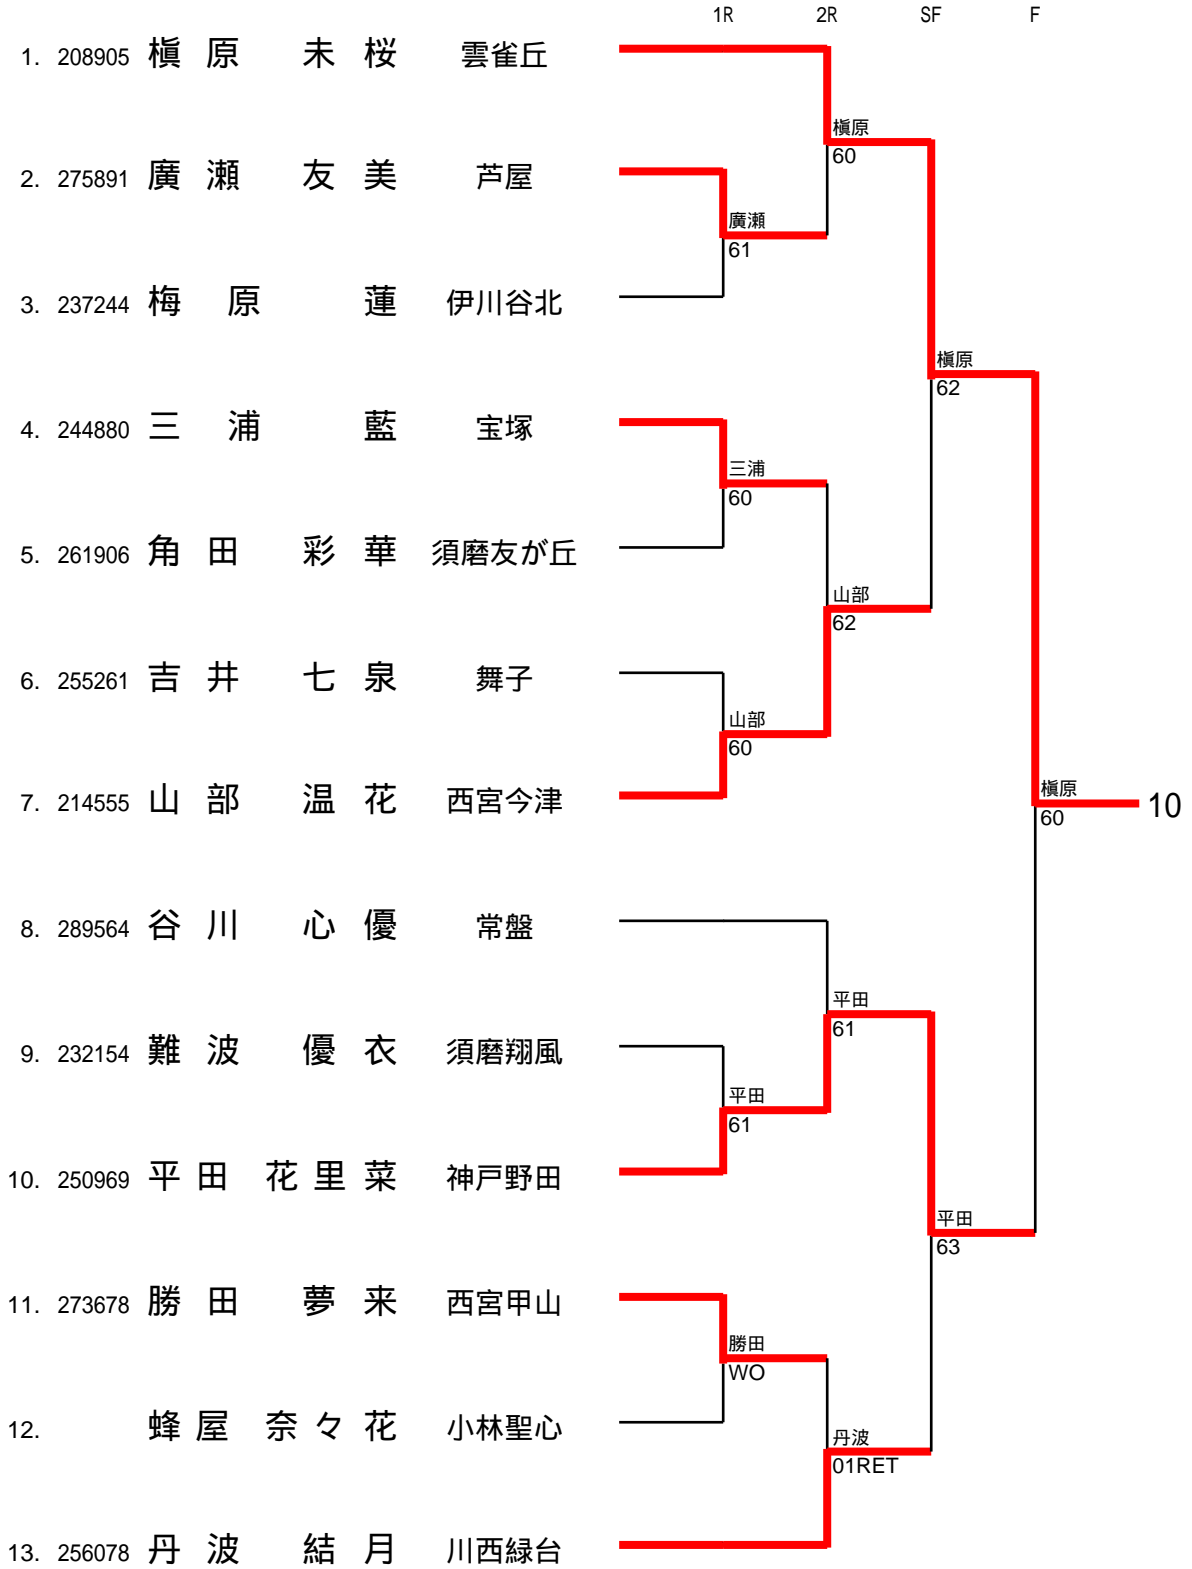 1R 2R SF F
1. 208905 槇原 未桜 雲雀丘
槇原
60
2. 275891 廣瀬 友美 芦屋
廣瀬
61
3. 237244 梅原 蓮 伊川谷北
槇原
62
4. 244880 三浦 藍 宝塚
三浦
60
5. 261906 角田 彩華 須磨友が丘
山部
62
6. 255261 吉井 七泉 舞子
山部
60
7. 214555 山部 温花 西宮今津
槇原
60
10
8. 289564 谷川 心優 常盤
平田
61
9. 232154 難波 優衣 須磨翔風
平田
61
10. 250969 平田 花里菜 神戸野田
平田
63
11. 273678 勝田 夢来 西宮甲山
勝田
WO
12. 蜂屋 奈々花 小林聖心
丹波
01RET
13. 256078 丹波 結月 川西緑台